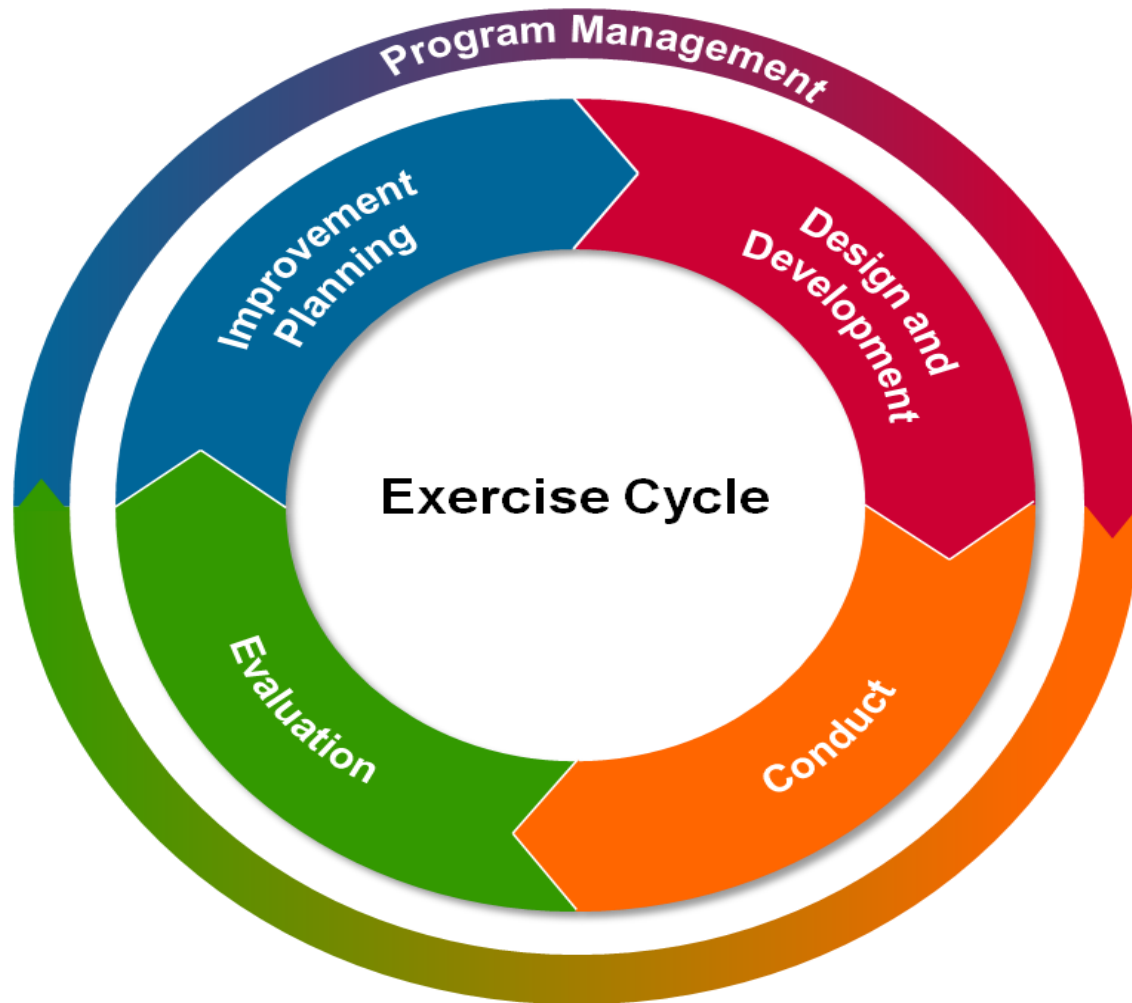 Program Management
Improvement
Planning
Design and
Development
Exercise Cycle
Evaluation
Conduct